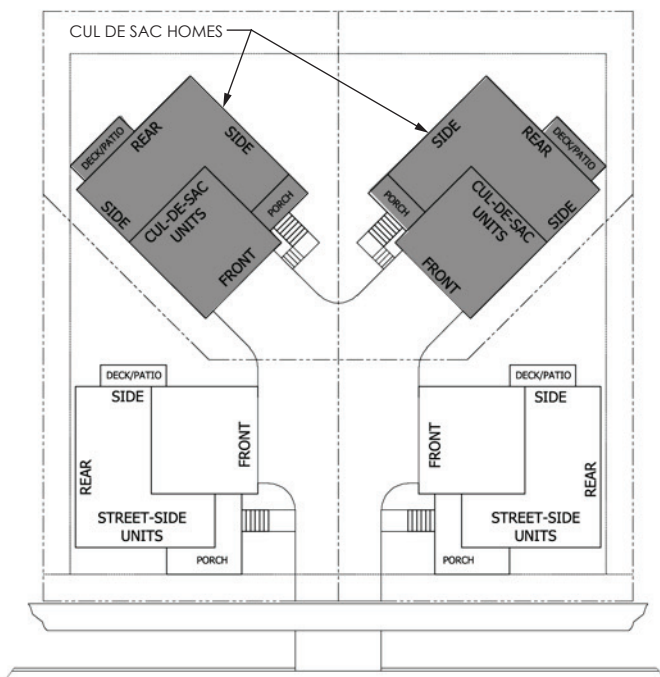 CUL DE SAC HOMES
DECK/PATIO
REAR
SIDE
SIDE
CUL-DE-SAC
UNITS
PORCH
FRONT
SIDE
REAR
DECK/PATIO
PORCH
CUL-DE-SAC
UNITS
SIDE
FRONT
DECK/PATIO
SIDE
REAR
FRONT
STREET-SIDE
UNITS
PORCH
DECK/PATIO
SIDE
FRONT
REAR
STREET-SIDE
UNITS
PORCH